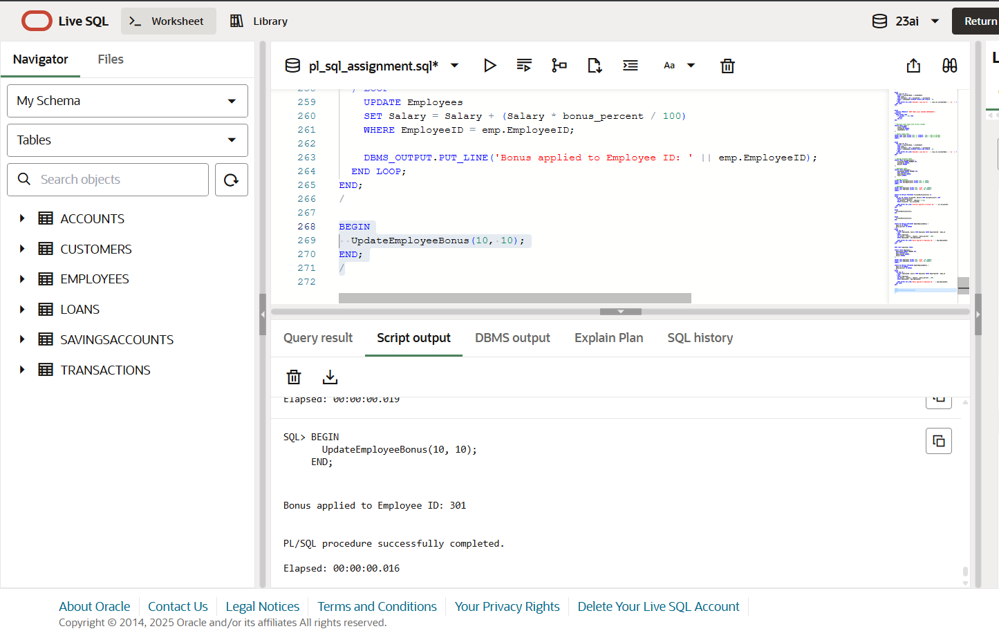 Live SQL
Worksheet
Library
23ai
Return
Navigator
Files
My Schema
Tables
Search objects
ACCOUNTS
CUSTOMERS
EMPLOYEES
LOANS
SAVINGSACCOUNTS
TRANSACTIONS
pl_sql_assignment.sql*
Aa
258 / LOOP
259 UPDATE Employees
260 SET Salary = Salary + (Salary * bonus_percent / 100)
261 WHERE EmployeeID = emp.EmployeeID;
262
263 DBMS_OUTPUT.PUT_LINE('Bonus applied to Employee ID: ' || emp.EmployeeID);
264 END LOOP;
265 END;
266 /
267
268 BEGIN
269 UpdateEmployeeBonus(10, 10);
270 END;
271 /
272
Query result
Script output
DBMS output
Explain Plan
SQL history
Elapsed: 00:00:00.019
SQL> BEGIN
UpdateEmployeeBonus(10, 10);
END;
Bonus applied to Employee ID: 301
PL/SQL procedure successfully completed.
Elapsed: 00:00:00.016
About Oracle
Contact Us
Legal Notices
Terms and Conditions
Your Privacy Rights
Delete Your Live SQL Account
Copyright © 2014, 2025 Oracle and/or its affiliates All rights reserved.